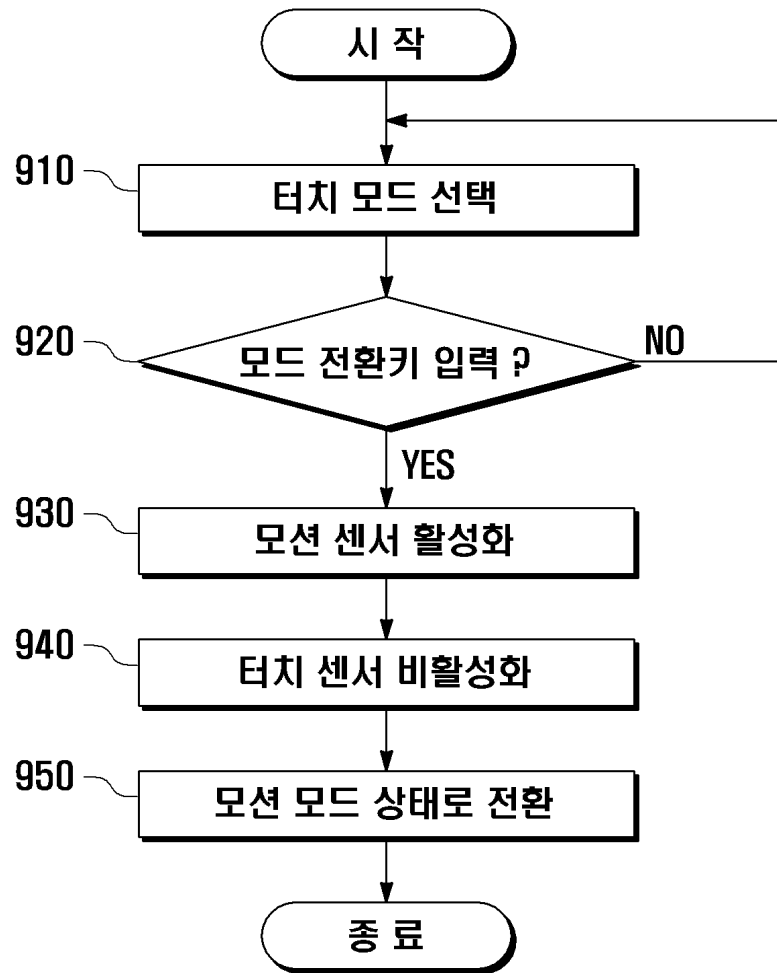 시 작
910 터치 모드 선택
920 모드 전환키 입력 ? NO
YES
930 모션 센서 활성화
940 터치 센서 비활성화
950 모션 모드 상태로 전환
종 료